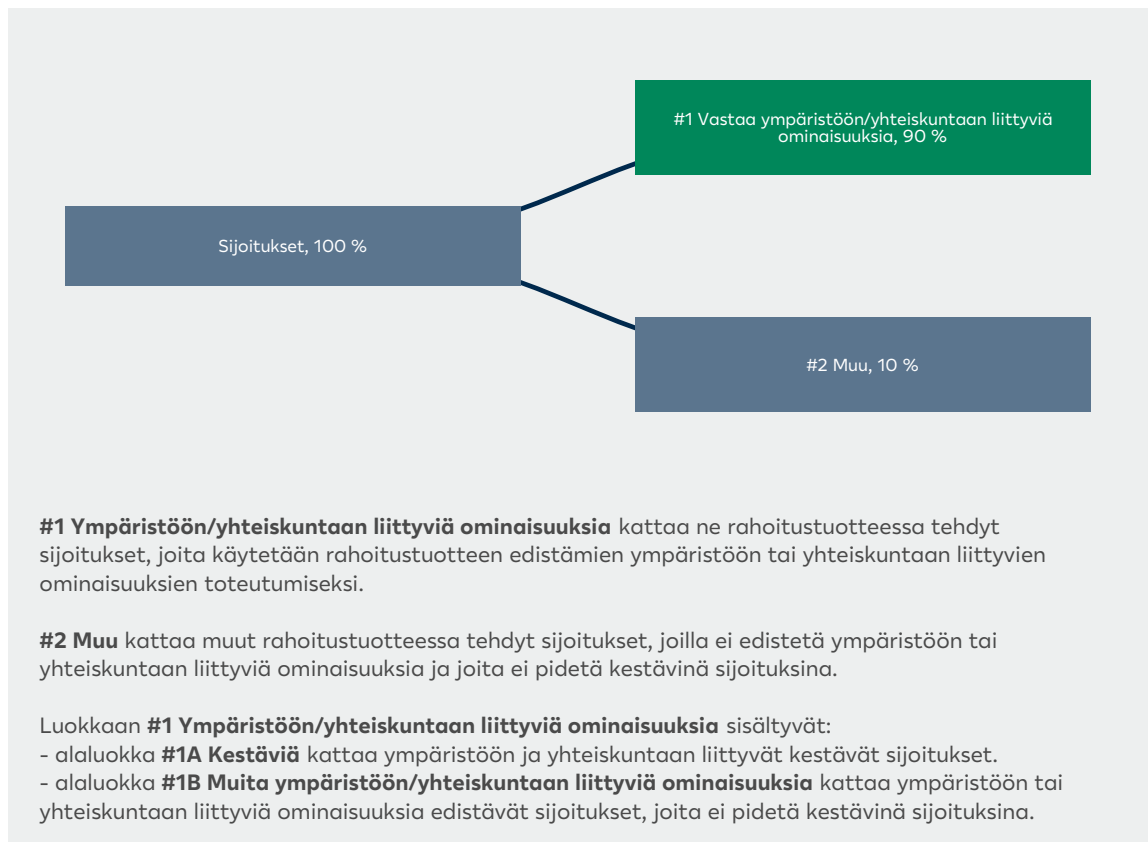 #1 Vastaa ympäristöön/yhteiskuntaan liittyviä
ominaisuuksia, 90 %
Sijoitukset, 100 %
#2 Muu, 10 %
#1 Ympäristöön/yhteiskuntaan liittyviä ominaisuuksia kattaa ne rahoitustuotteessa tehdyt
sijoitukset, joita käytetään rahoitustuotteen edistämien ympäristöön tai yhteiskuntaan liittyvien
ominaisuuksien toteutumiseksi.
#2 Muu kattaa muut rahoitustuotteessa tehdyt sijoitukset, joilla ei edistetä ympäristöön tai
yhteiskuntaan liittyviä ominaisuuksia ja joita ei pidetä kestävinä sijoituksina.
Luokkaan #1 Ympäristöön/yhteiskuntaan liittyviä ominaisuuksia sisältyvät:
- alaluokka #1A Kestäviä kattaa ympäristöön ja yhteiskuntaan liittyvät kestävät sijoitukset.
- alaluokka #1B Muita ympäristöön/yhteiskuntaan liittyviä ominaisuuksia kattaa ympäristöön tai
yhteiskuntaan liittyviä ominaisuuksia edistävät sijoitukset, joita ei pidetä kestävinä sijoituksina.